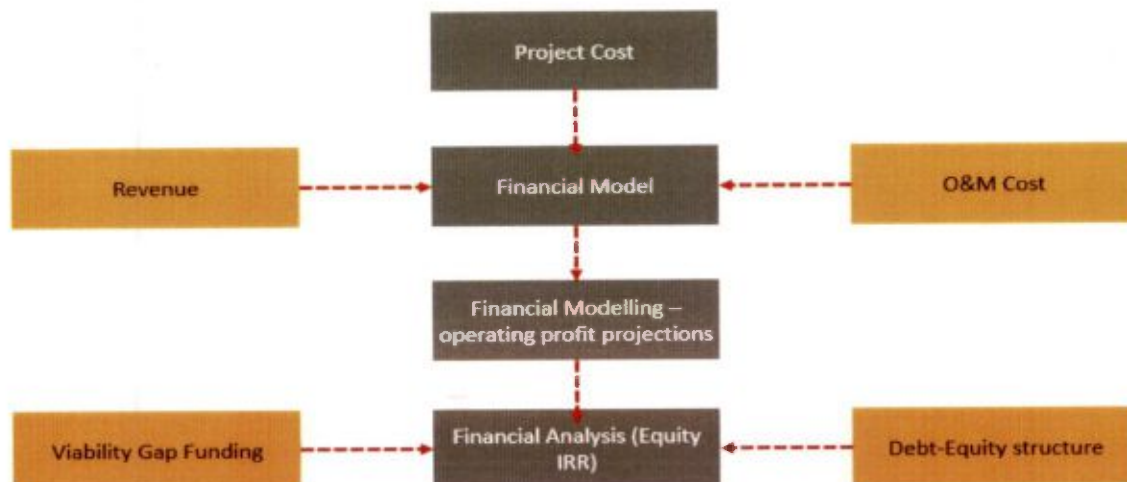 Project Cost
Revenue
Financial Model
O&M Cost
Financial Modelling –
operating profit projections
Viability Gap Funding
Financial Analysis (Equity
IRR)
Debt-Equity structure